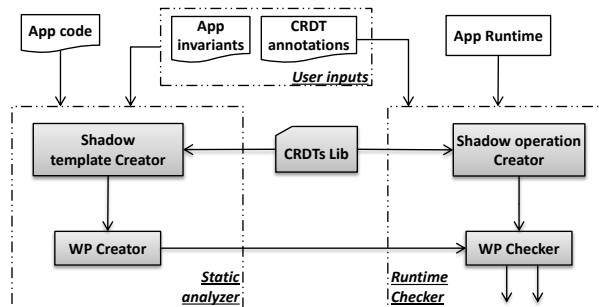 App code
App
invariants
CRDT
annotations
User inputs
App Runtime
Shadow
template Creator
CRDTs Lib
Shadow operation
Creator
WP Creator
WP Checker
Static
analyzer
Runtime
Checker